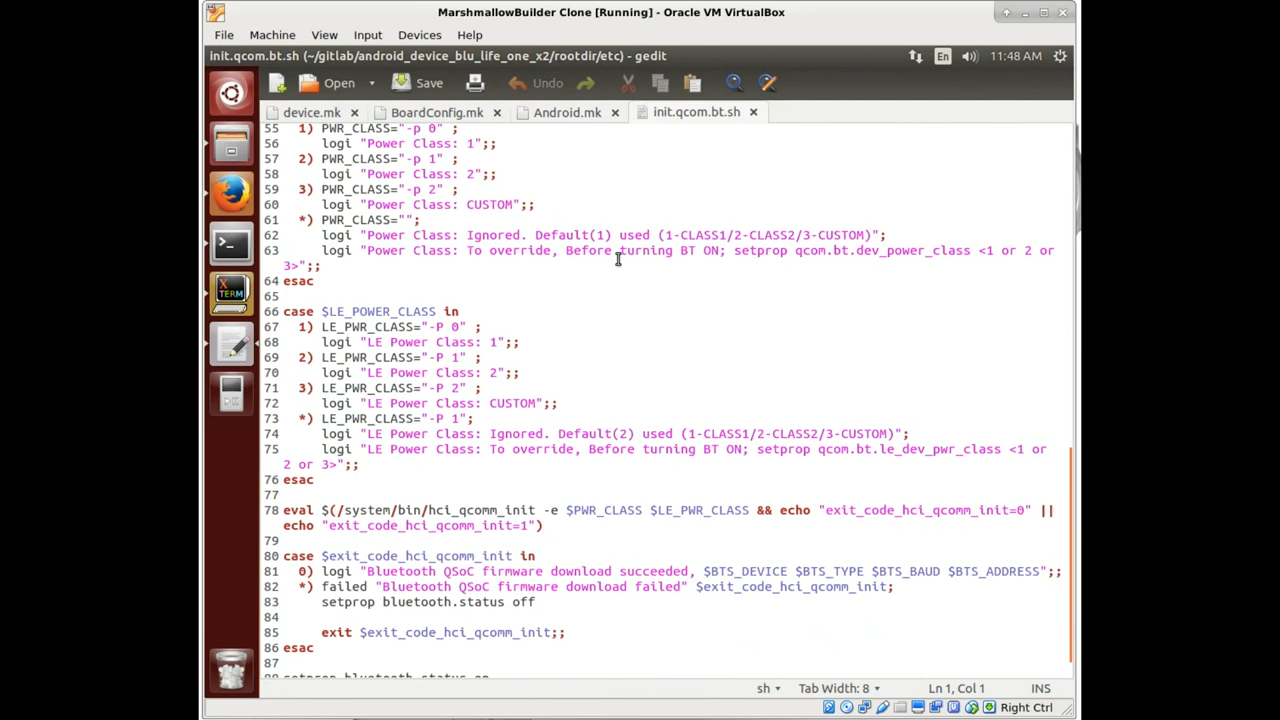 MarshmallowBuilder Clone [Running] - Oracle VM VirtualBox
File Machine View Input Devices Help
init.qcom.bt.sh (~/gitlab/android_device_blu_life_one_x2/rootdir/etc) - gedit
En 11:48 AM
Open Save Undo
device.mk BoardConfig.mk Android.mk init.qcom.bt.sh
55 1) PWR_CLASS="-p 0" ;
56 logi "Power Class: 1";;
57 2) PWR_CLASS="-p 1" ;
58 logi "Power Class: 2";;
59 3) PWR_CLASS="-p 2" ;
60 logi "Power Class: CUSTOM";;
61 *) PWR_CLASS="";
62 logi "Power Class: Ignored. Default(1) used (1-CLASS1/2-CLASS2/3-CUSTOM)";
63 logi "Power Class: To override, Before turning BT ON; setprop qcom.bt.dev_power_class <1 or 2 or
3>";;
64 esac
65
66 case $LE_POWER_CLASS in
67 1) LE_PWR_CLASS="-P 0" ;
68 logi "LE Power Class: 1";;
69 2) LE_PWR_CLASS="-P 1" ;
70 logi "LE Power Class: 2";;
71 3) LE_PWR_CLASS="-P 2" ;
72 logi "LE Power Class: CUSTOM";;
73 *) LE_PWR_CLASS="-P 1";
74 logi "LE Power Class: Ignored. Default(2) used (1-CLASS1/2-CLASS2/3-CUSTOM)";
75 logi "LE Power Class: To override, Before turning BT ON; setprop qcom.bt.le_dev_pwr_class <1 or
2 or 3>";;
76 esac
77
78 eval $(/system/bin/hci_qcomm_init -e $PWR_CLASS $LE_PWR_CLASS && echo "exit_code_hci_qcomm_init=0" ||
echo "exit_code_hci_qcomm_init=1")
79
80 case $exit_code_hci_qcomm_init in
81 0) logi "Bluetooth QSoC firmware download succeeded, $BTS_DEVICE $BTS_TYPE $BTS_BAUD $BTS_ADDRESS";;
82 *) failed "Bluetooth QSoC firmware download failed" $exit_code_hci_qcomm_init;
83 setprop bluetooth.status off
84
85 exit $exit_code_hci_qcomm_init;;
86 esac
87
sh Tab Width: 8 Ln 1, Col 1 INS
X TERM
Right Ctrl